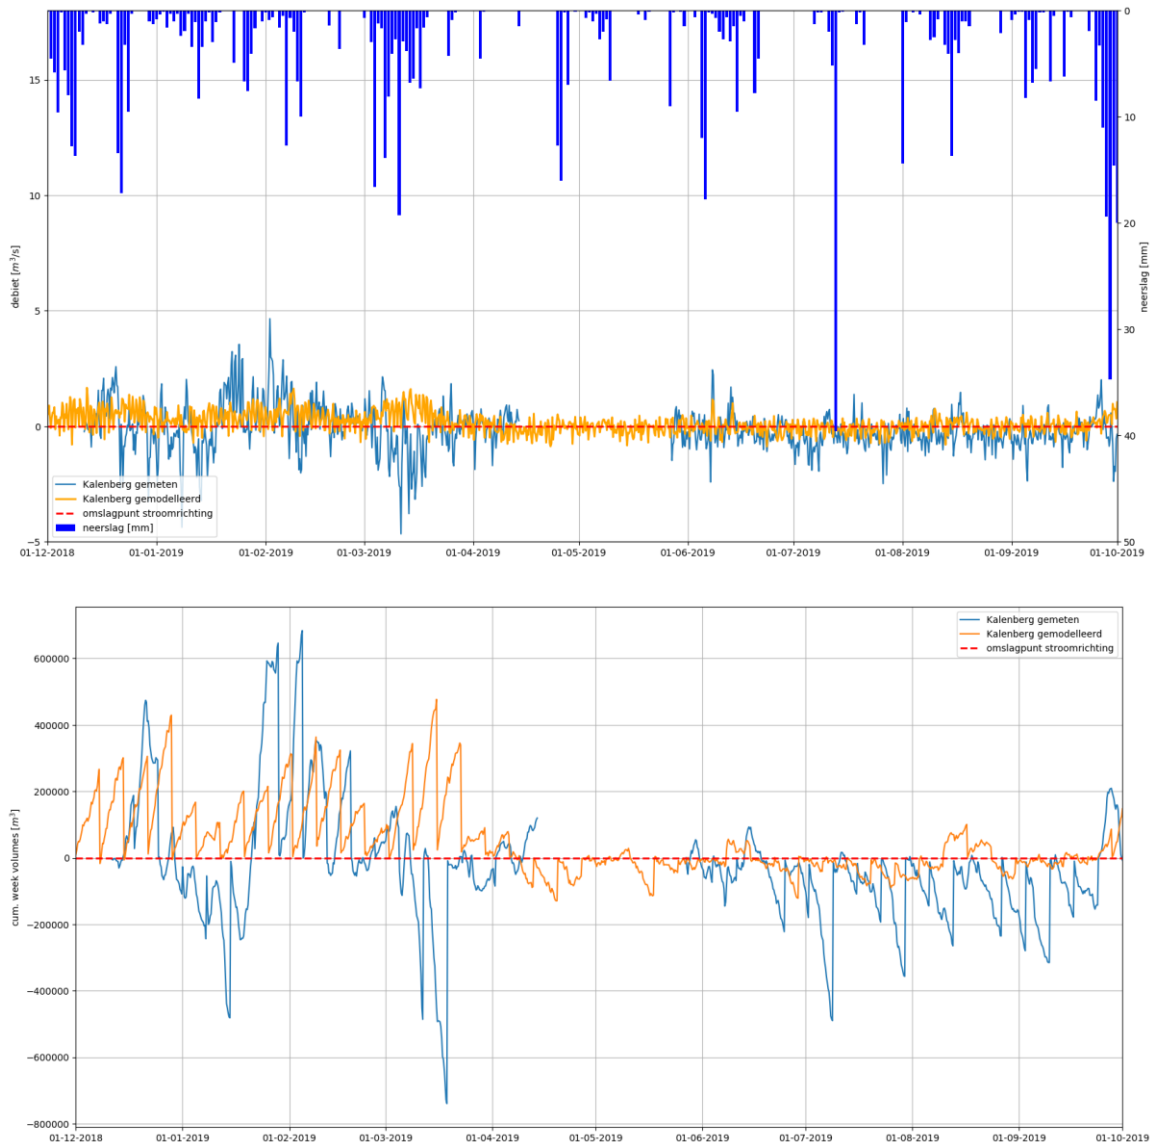 15
10
5
0
−5
debiet [m³/s]
0
10
20
30
40
50
neerslag [mm]
Kalenberg gemeten
Kalenberg gemodelleerd
omslagpunt stroomrichting
neerslag [mm]
01-12-2018 01-01-2019 01-02-2019 01-03-2019 01-04-2019 01-05-2019 01-06-2019 01-07-2019 01-08-2019 01-09-2019 01-10-2019
600000
400000
200000
0
−200000
−400000
−600000
−800000
cum. week volumes [m³]
Kalenberg gemeten
Kalenberg gemodelleerd
omslagpunt stroomrichting
01-12-2018 01-01-2019 01-02-2019 01-03-2019 01-04-2019 01-05-2019 01-06-2019 01-07-2019 01-08-2019 01-09-2019 01-10-2019